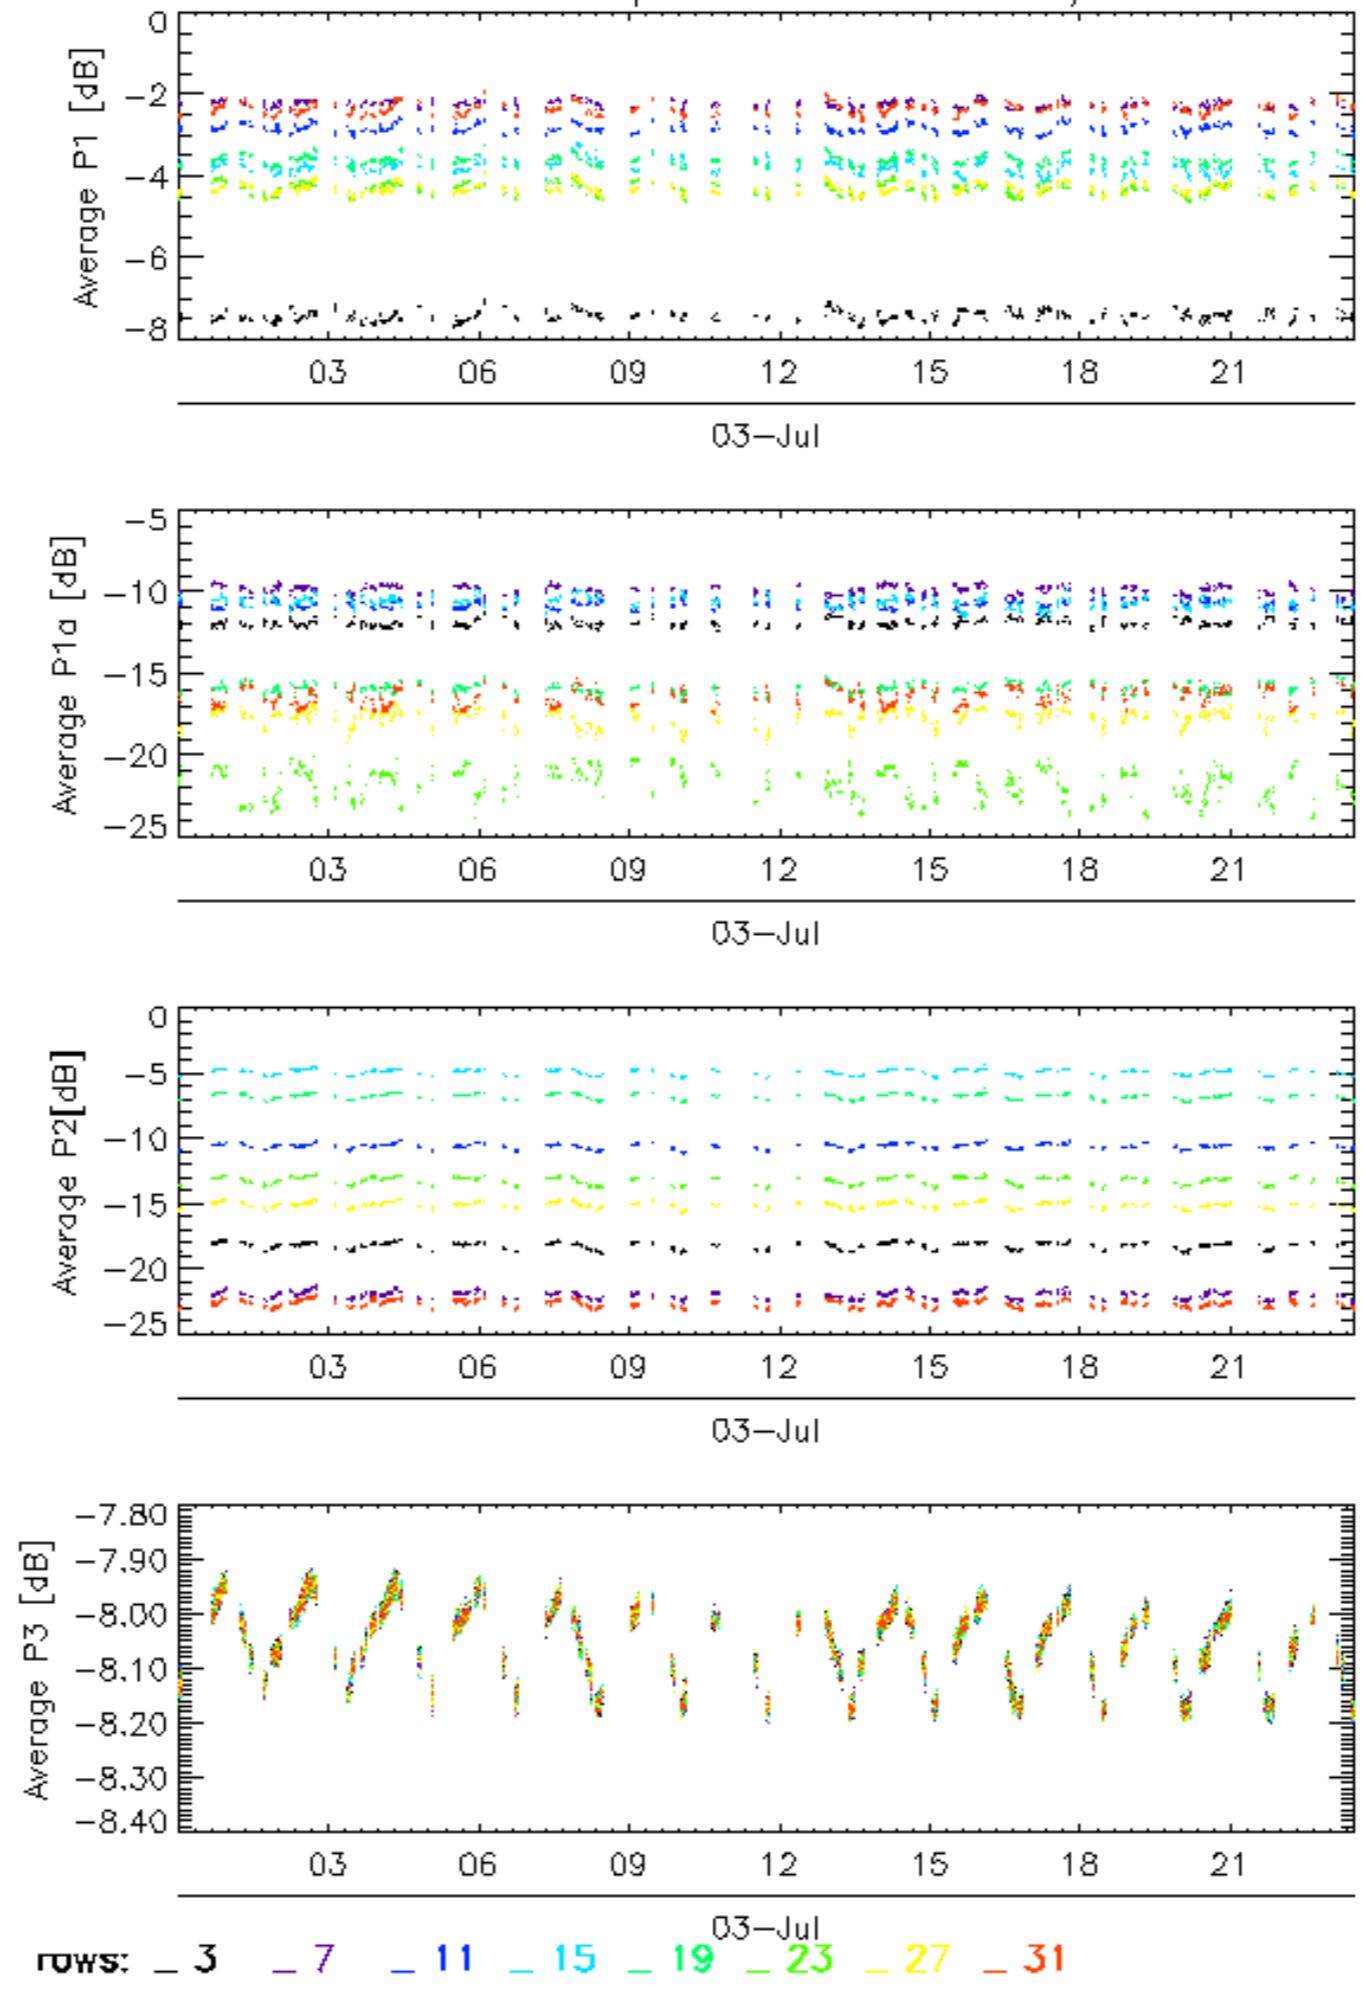 0
−2
−4
−6
−8
Average P1 [dB]
03 06 09 12 15 18 21
03−Jul
−5
−10
−15
−20
−25
Average P1a [dB]
03 06 09 12 15 18 21
03−Jul
0
−5
−10
−15
−20
−25
Average P2[dB]
03 06 09 12 15 18 21
03−Jul
−7.80
−7.90
−8.00
−8.10
−8.20
−8.30
−8.40
Average P3 [dB]
03 06 09 12 15 18 21
03−Jul
rows: _ 3 _ 7 _ 11 _ 15 _ 19 _ 23 _ 27 _ 31